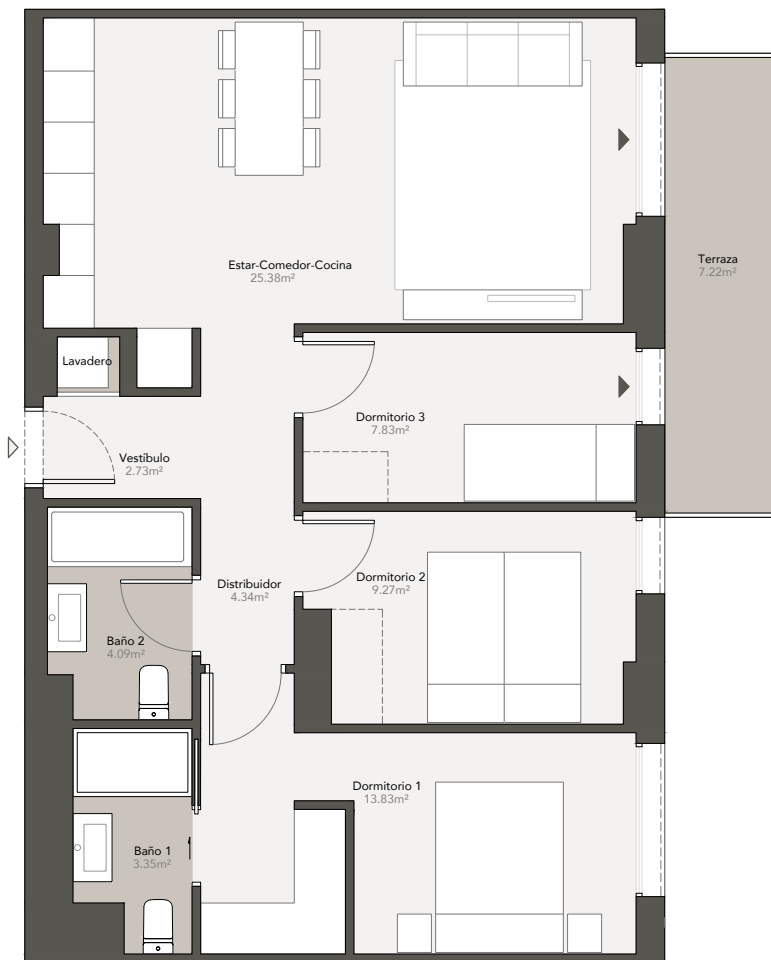 Estar-Comedor-Cocina
25.38m²
Terraza
7.22m²
Lavadero
Dormitorio 3
7.83m²
Vestíbulo
2.73m²
Distribuidor
4.34m²
Dormitorio 2
9.27m²
Baño 2
4.09m²
Dormitorio 1
13.83m²
Baño 1
3.35m²